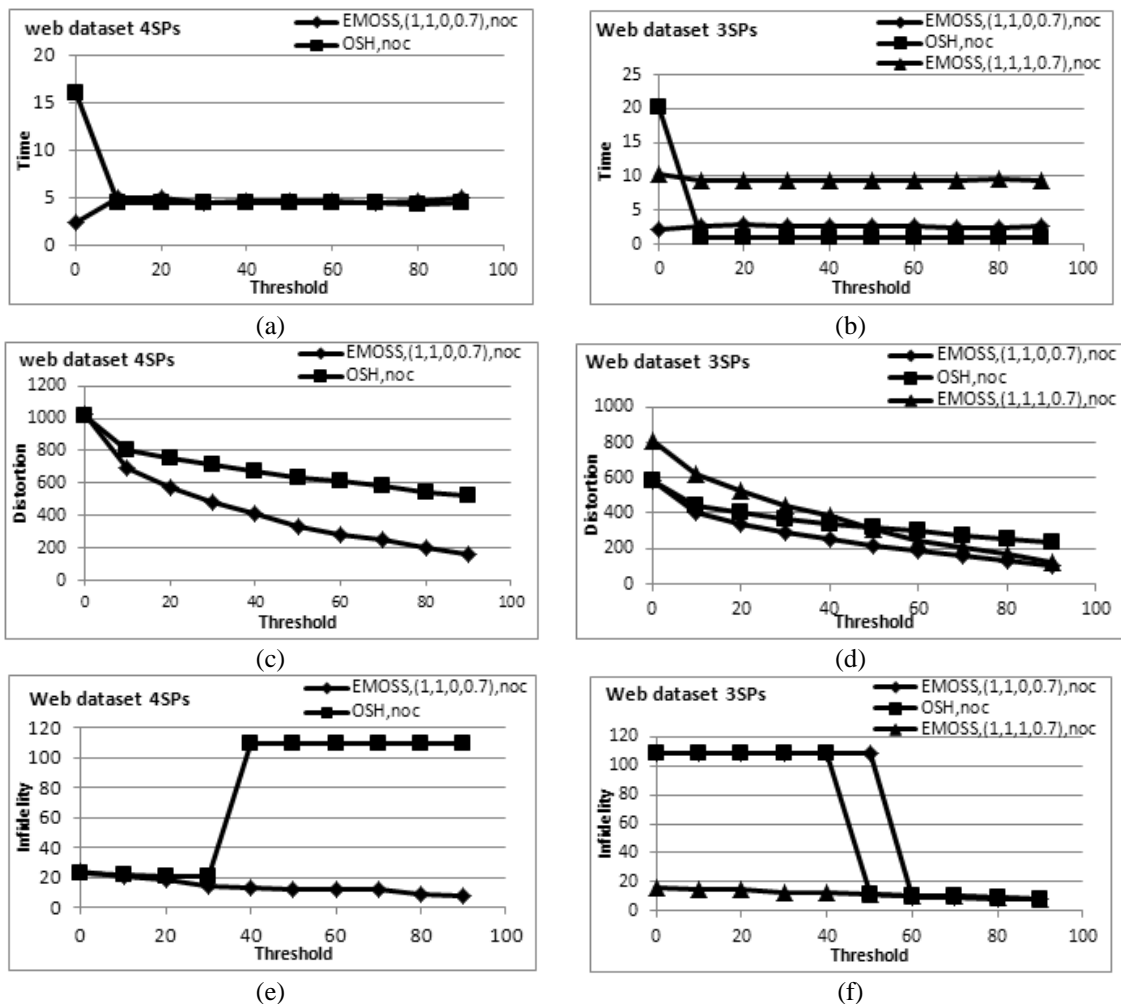 web dataset 4SPs
EMOSS,(1,1,0,0.7),noc
OSH,noc
20
15
10
5
0
Time
0 20 40 60 80 100
Threshold
(a)
Web dataset 3SPs
EMOSS,(1,1,0,0.7),noc
OSH,noc
EMOSS,(1,1,1,0.7),noc
25
20
15
10
5
0
Time
0 20 40 60 80 100
Threshold
(b)
web dataset 4SPs
EMOSS,(1,1,0,0.7),noc
OSH,noc
1200
1000
800
600
400
200
0
Distortion
0 20 40 60 80 100
Threshold
(c)
Web dataset 3SPs
EMOSS,(1,1,0,0.7),noc
OSH,noc
EMOSS,(1,1,1,0.7),noc
1000
800
600
400
200
0
Distortion
0 20 40 60 80 100
Threshold
(d)
Web dataset 4SPs
EMOSS,(1,1,0,0.7),noc
OSH,noc
120
100
80
60
40
20
0
Infidelity
0 20 40 60 80 100
Threshold
(e)
Web dataset 3SPs
EMOSS,(1,1,0,0.7),noc
OSH,noc
EMOSS,(1,1,1,0.7),noc
120
100
80
60
40
20
0
Infidelity
0 20 40 60 80 100
Threshold
(f)